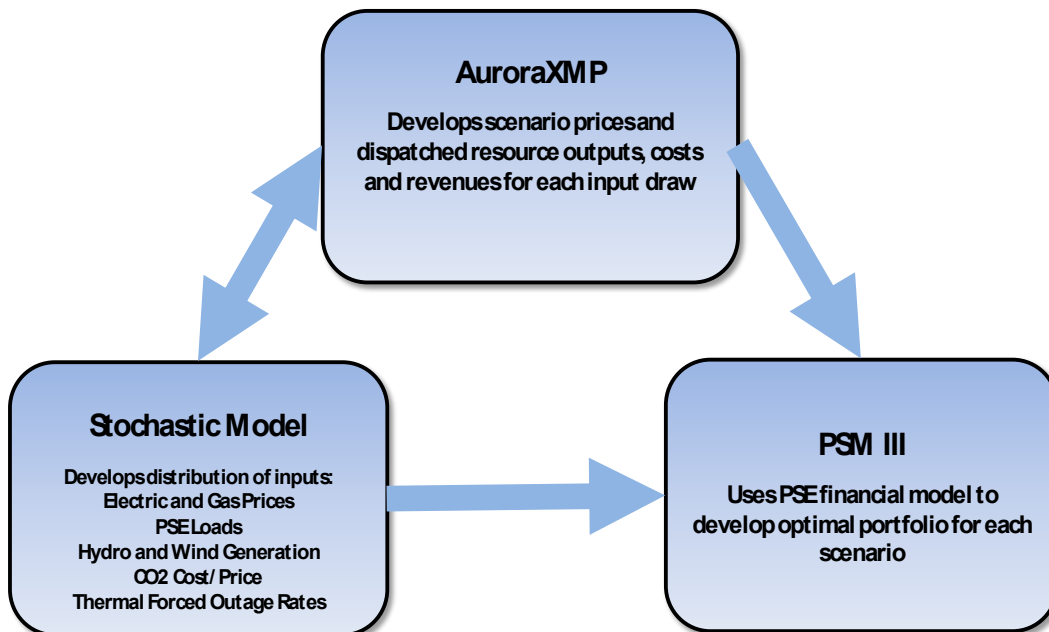 AuroraXMP
Develops scenario prices and
dispatched resource outputs, costs
and revenues for each input draw
Stochastic Model
Develops distribution of inputs:
Electric and Gas Prices
PSE Loads
Hydro and Wind Generation
CO2 Cost/ Price
Thermal Forced Outage Rates
PSM III
Uses PSE financial model to
develop optimal portfolio for each
scenario